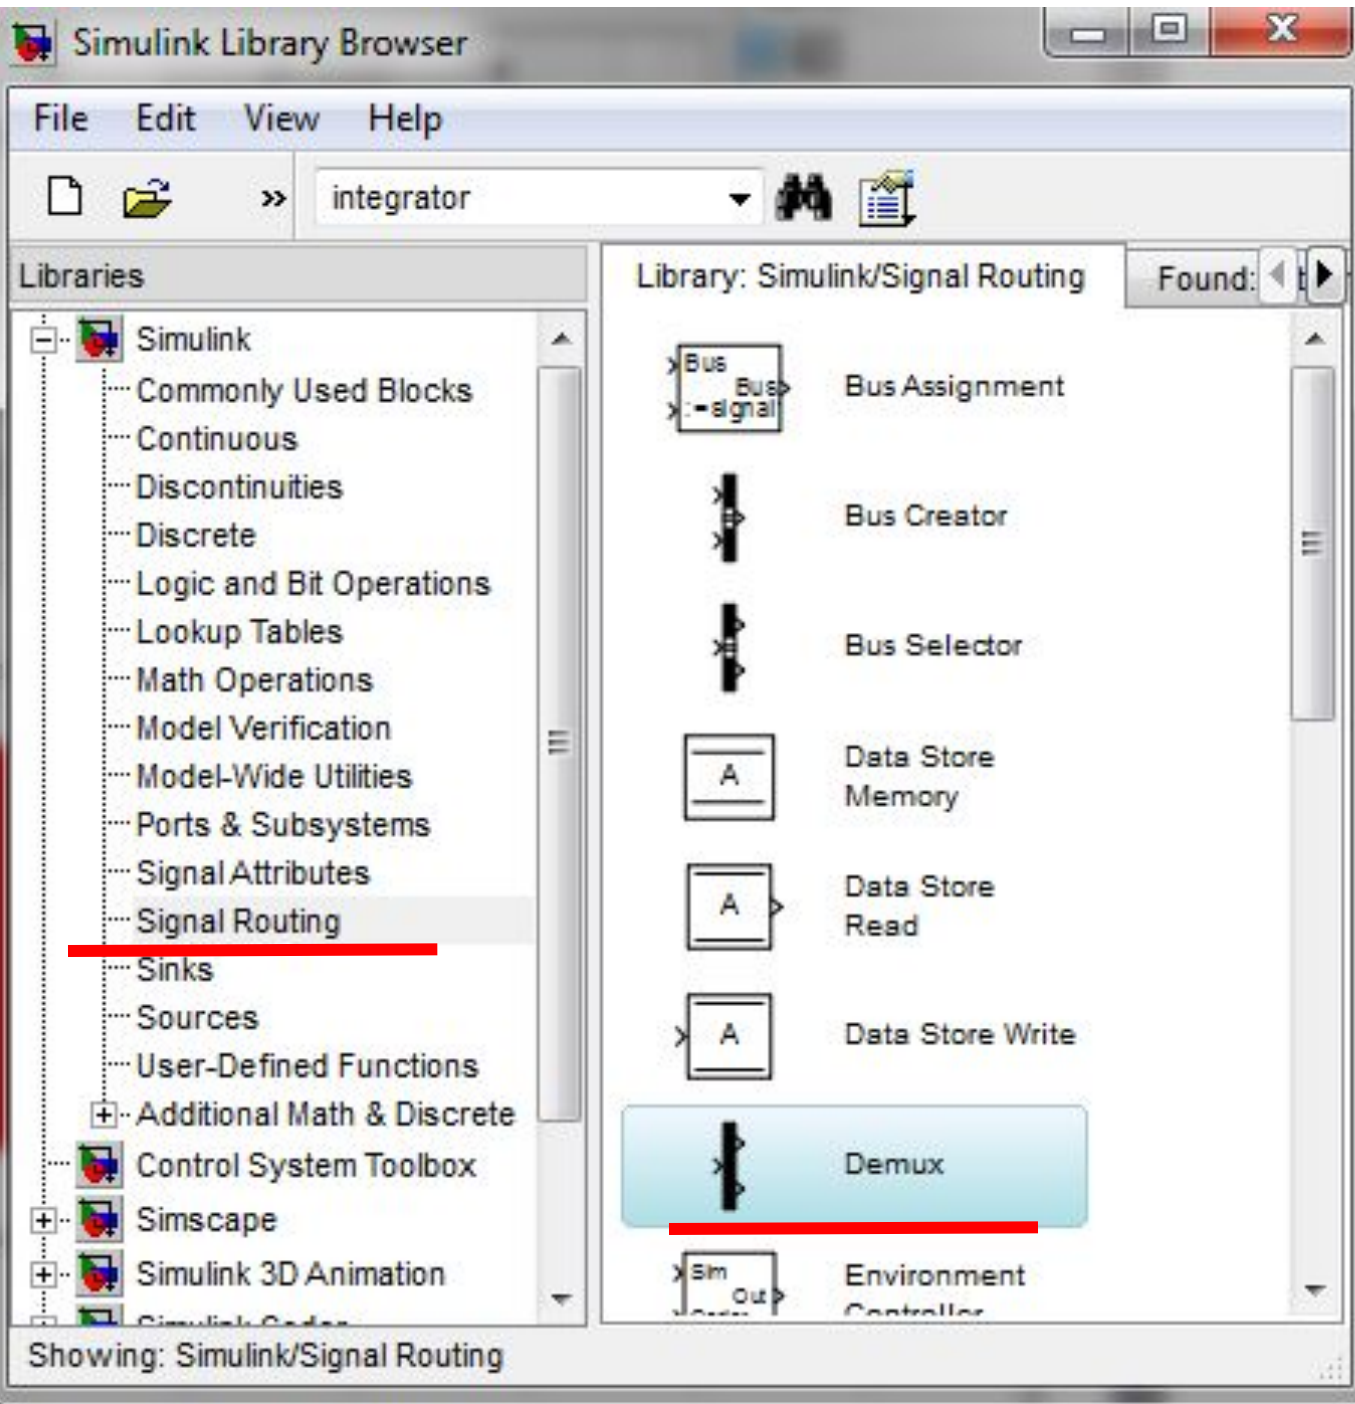 Simulink Library Browser
File Edit View Help
» integrator
Libraries
Simulink
Commonly Used Blocks
Continuous
Discontinuities
Discrete
Logic and Bit Operations
Lookup Tables
Math Operations
Model Verification
Model-Wide Utilities
Ports & Subsystems
Signal Attributes
Signal Routing
Sinks
Sources
User-Defined Functions
Additional Math & Discrete
Control System Toolbox
Simscape
Simulink 3D Animation
Simulink Coder
Library: Simulink/Signal Routing
Found:
Bus
Bus
:=signal
Bus Assignment
Bus Creator
Bus Selector
A
Data Store
Memory
A
Data Store
Read
A
Data Store Write
Demux
Sim
Out
Environment
Controller
Showing: Simulink/Signal Routing